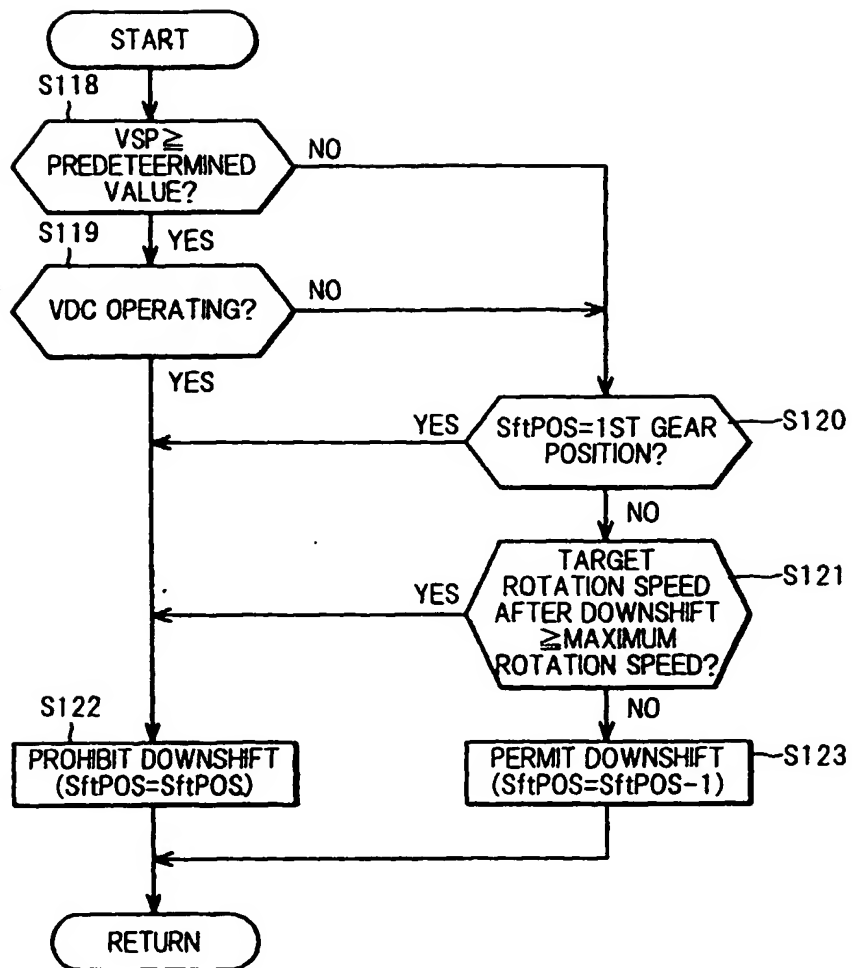 START
S118
VSP≧
PREDETEERMINED
VALUE?
NO
YES
S119
VDC OPERATING?
NO
YES
SftPOS=1ST GEAR
POSITION?
YES
S120
NO
TARGET
ROTATION SPEED
AFTER DOWNSHIFT
≧MAXIMUM
ROTATION SPEED?
YES
S121
NO
S122
PROHIBIT DOWNSHIFT
(SftPOS=SftPOS)
PERMIT DOWNSHIFT
(SftPOS=SftPOS-1)
S123
RETURN